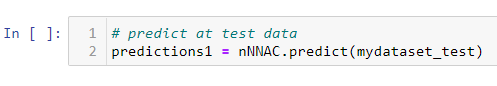 In [ ]:
1 # predict at test data
2 predictions1 = nNNAC.predict(mydataset_test)